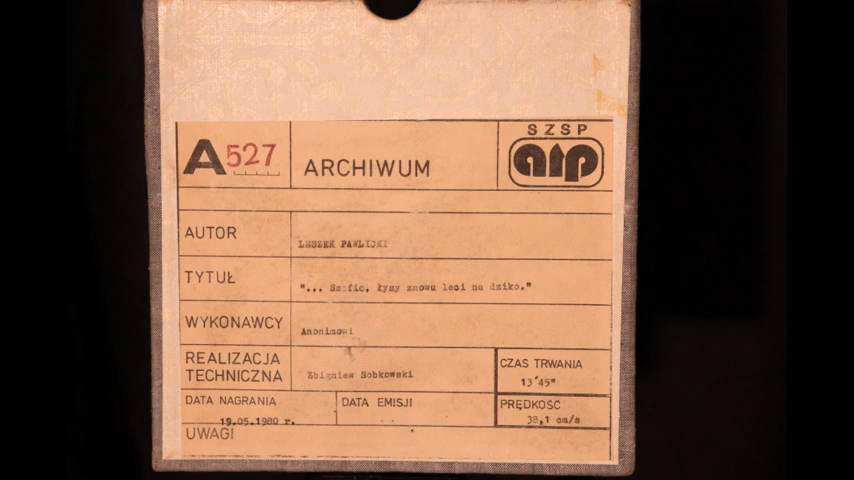 A527
ARCHIWUM
SZSP
arp
AUTOR
LESZEK PAWLICKI
TYTUŁ
"... Szefie, łysy znowu leci na dziko."
WYKONAWCY
Anonimowi
REALIZACJA
TECHNICZNA
Zbigniew Sobkowski
CZAS TRWANIA
13'45"
DATA NAGRANIA
19.05.1980 r.
DATA EMISJI
PRĘDKOŚĆ
38,1 cm/s
UWAGI